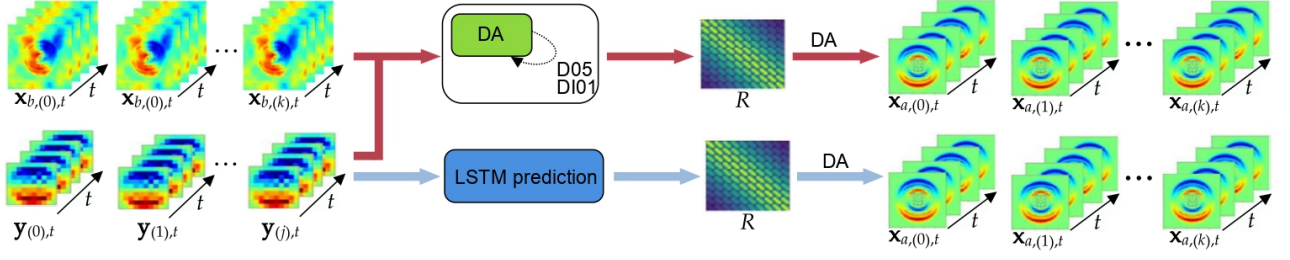 DA
D05
DI01
R
DA
t
t
t
x_{b,(0),t}
x_{b,(0),t}
x_{b,(k),t}
...
t
t
t
x_{a,(0),t}
x_{a,(1),t}
x_{a,(k),t}
...
LSTM prediction
R
DA
t
t
t
y_{(0),t}
y_{(1),t}
y_{(j),t}
...
t
t
t
x_{a,(0),t}
x_{a,(1),t}
x_{a,(k),t}
...